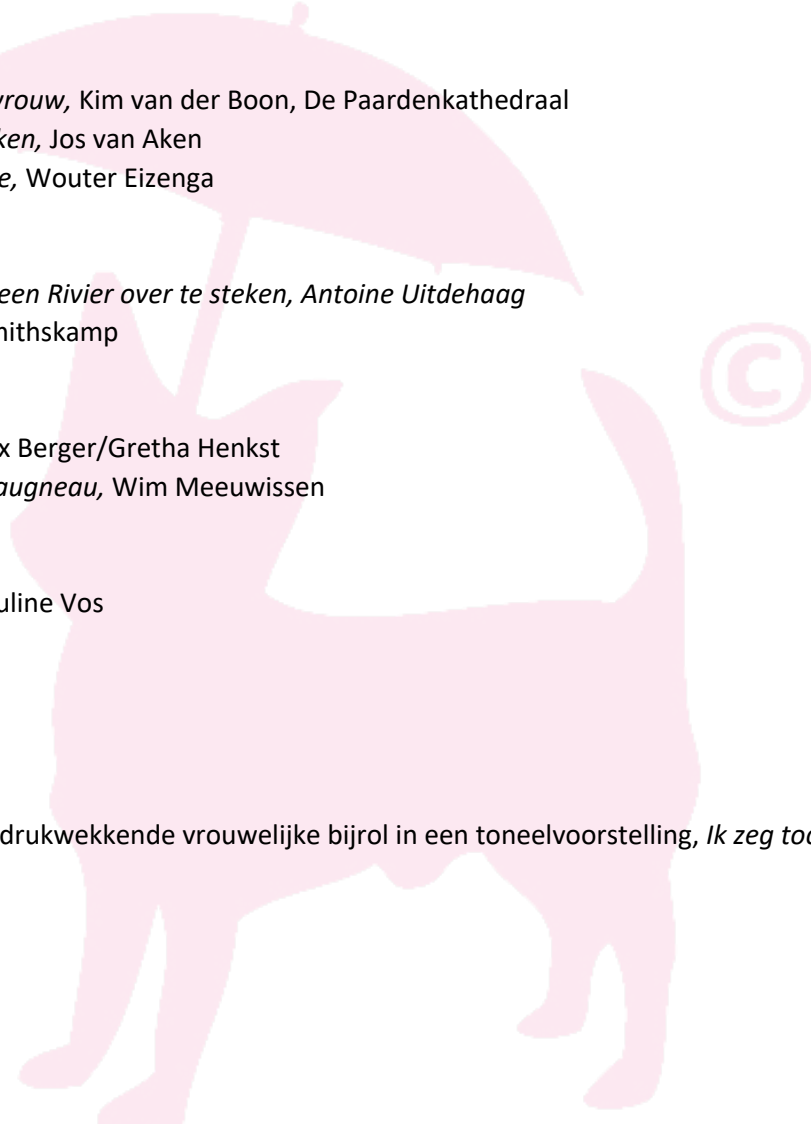 vrouw, Kim van der Boon, De Paardenkathedraal
ken, Jos van Aken
e, Wouter Eizenga
een Rivier over te steken, Antoine Uitdehaag
nithskamp
x Berger/Gretha Henkst
augneau, Wim Meeuwissen
uline Vos
drukwekkende vrouwelijke bijrol in een toneelvoorstelling, Ik zeg toc
©